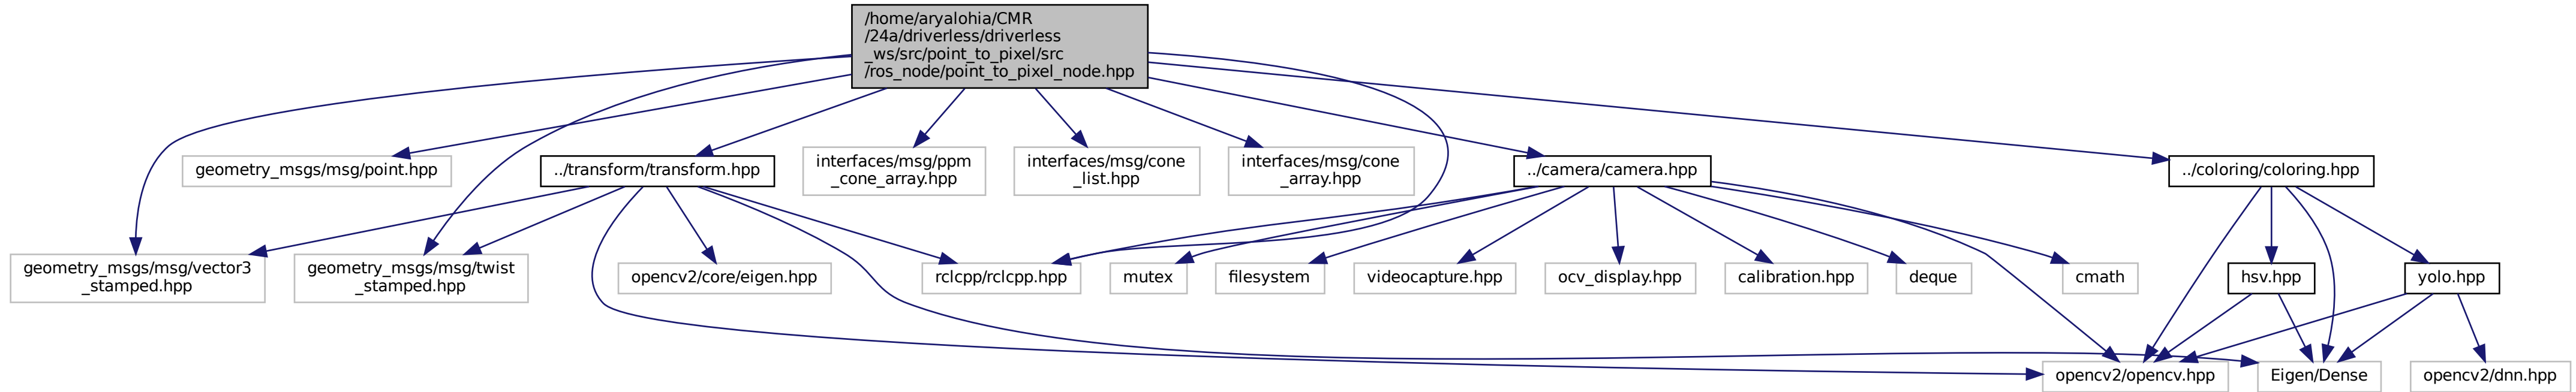 /home/aryalohia/CMR
/24a/driverless/driverless
_ws/src/point_to_pixel/src
/ros_node/point_to_pixel_node.hpp
geometry_msgs/msg/point.hpp
../transform/transform.hpp
interfaces/msg/ppm
_cone_array.hpp
interfaces/msg/cone
_list.hpp
interfaces/msg/cone
_array.hpp
../camera/camera.hpp
../coloring/coloring.hpp
geometry_msgs/msg/vector3
_stamped.hpp
geometry_msgs/msg/twist
_stamped.hpp
opencv2/core/eigen.hpp
rclcpp/rclcpp.hpp
mutex
filesystem
videocapture.hpp
ocv_display.hpp
calibration.hpp
deque
cmath
hsv.hpp
yolo.hpp
opencv2/opencv.hpp
Eigen/Dense
opencv2/dnn.hpp